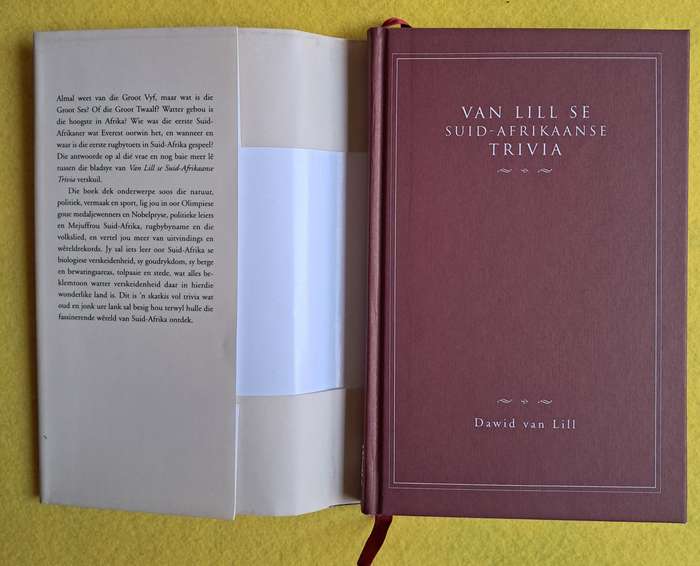 Almal weet van die Groot Vyf, maar wat is die
Groot Ses? Of die Groot Twaalf? Watter gebou is
die hoogste in Afrika? Wie was die eerste Suid-
Afrikaner wat Everest oorwin het, en wanneer en
waar is die eerste rugbytoets in Suid-Afrika gespeel?
Die antwoorde op al dié vrae en nog baie meer lê
tussen die bladsye van Van Lill se Suid-Afrikaanse
Trivia verskuil.
Die boek dek onderwerpe soos die natuur,
politiek, vermaak en sport, lig jou in oor Olimpiese
goue medaljewenners en Nobelpryse, politieke leiers
en Mejuffrou Suid-Afrika, rugbybyname en die
volkslied, en vertel jou meer van uitvindings en
wêreldrekords. Jy sal iets leer oor Suid-Afrika se
biologiese verskeidenheid, sy goudrykdom, sy berge
en bewaringsareas, tolpaaie en stede, wat alles be-
klemtoon watter verskeidenheid daar in hierdie
wonderlike land is. Dit is 'n skatkis vol trivia wat
oud en jonk ure lank sal besig hou terwyl hulle die
fassinerende wêreld van Suid-Afrika ontdek.
VAN LILL SE
SUID-AFRIKAANSE
TRIVIA
Dawid van Lill